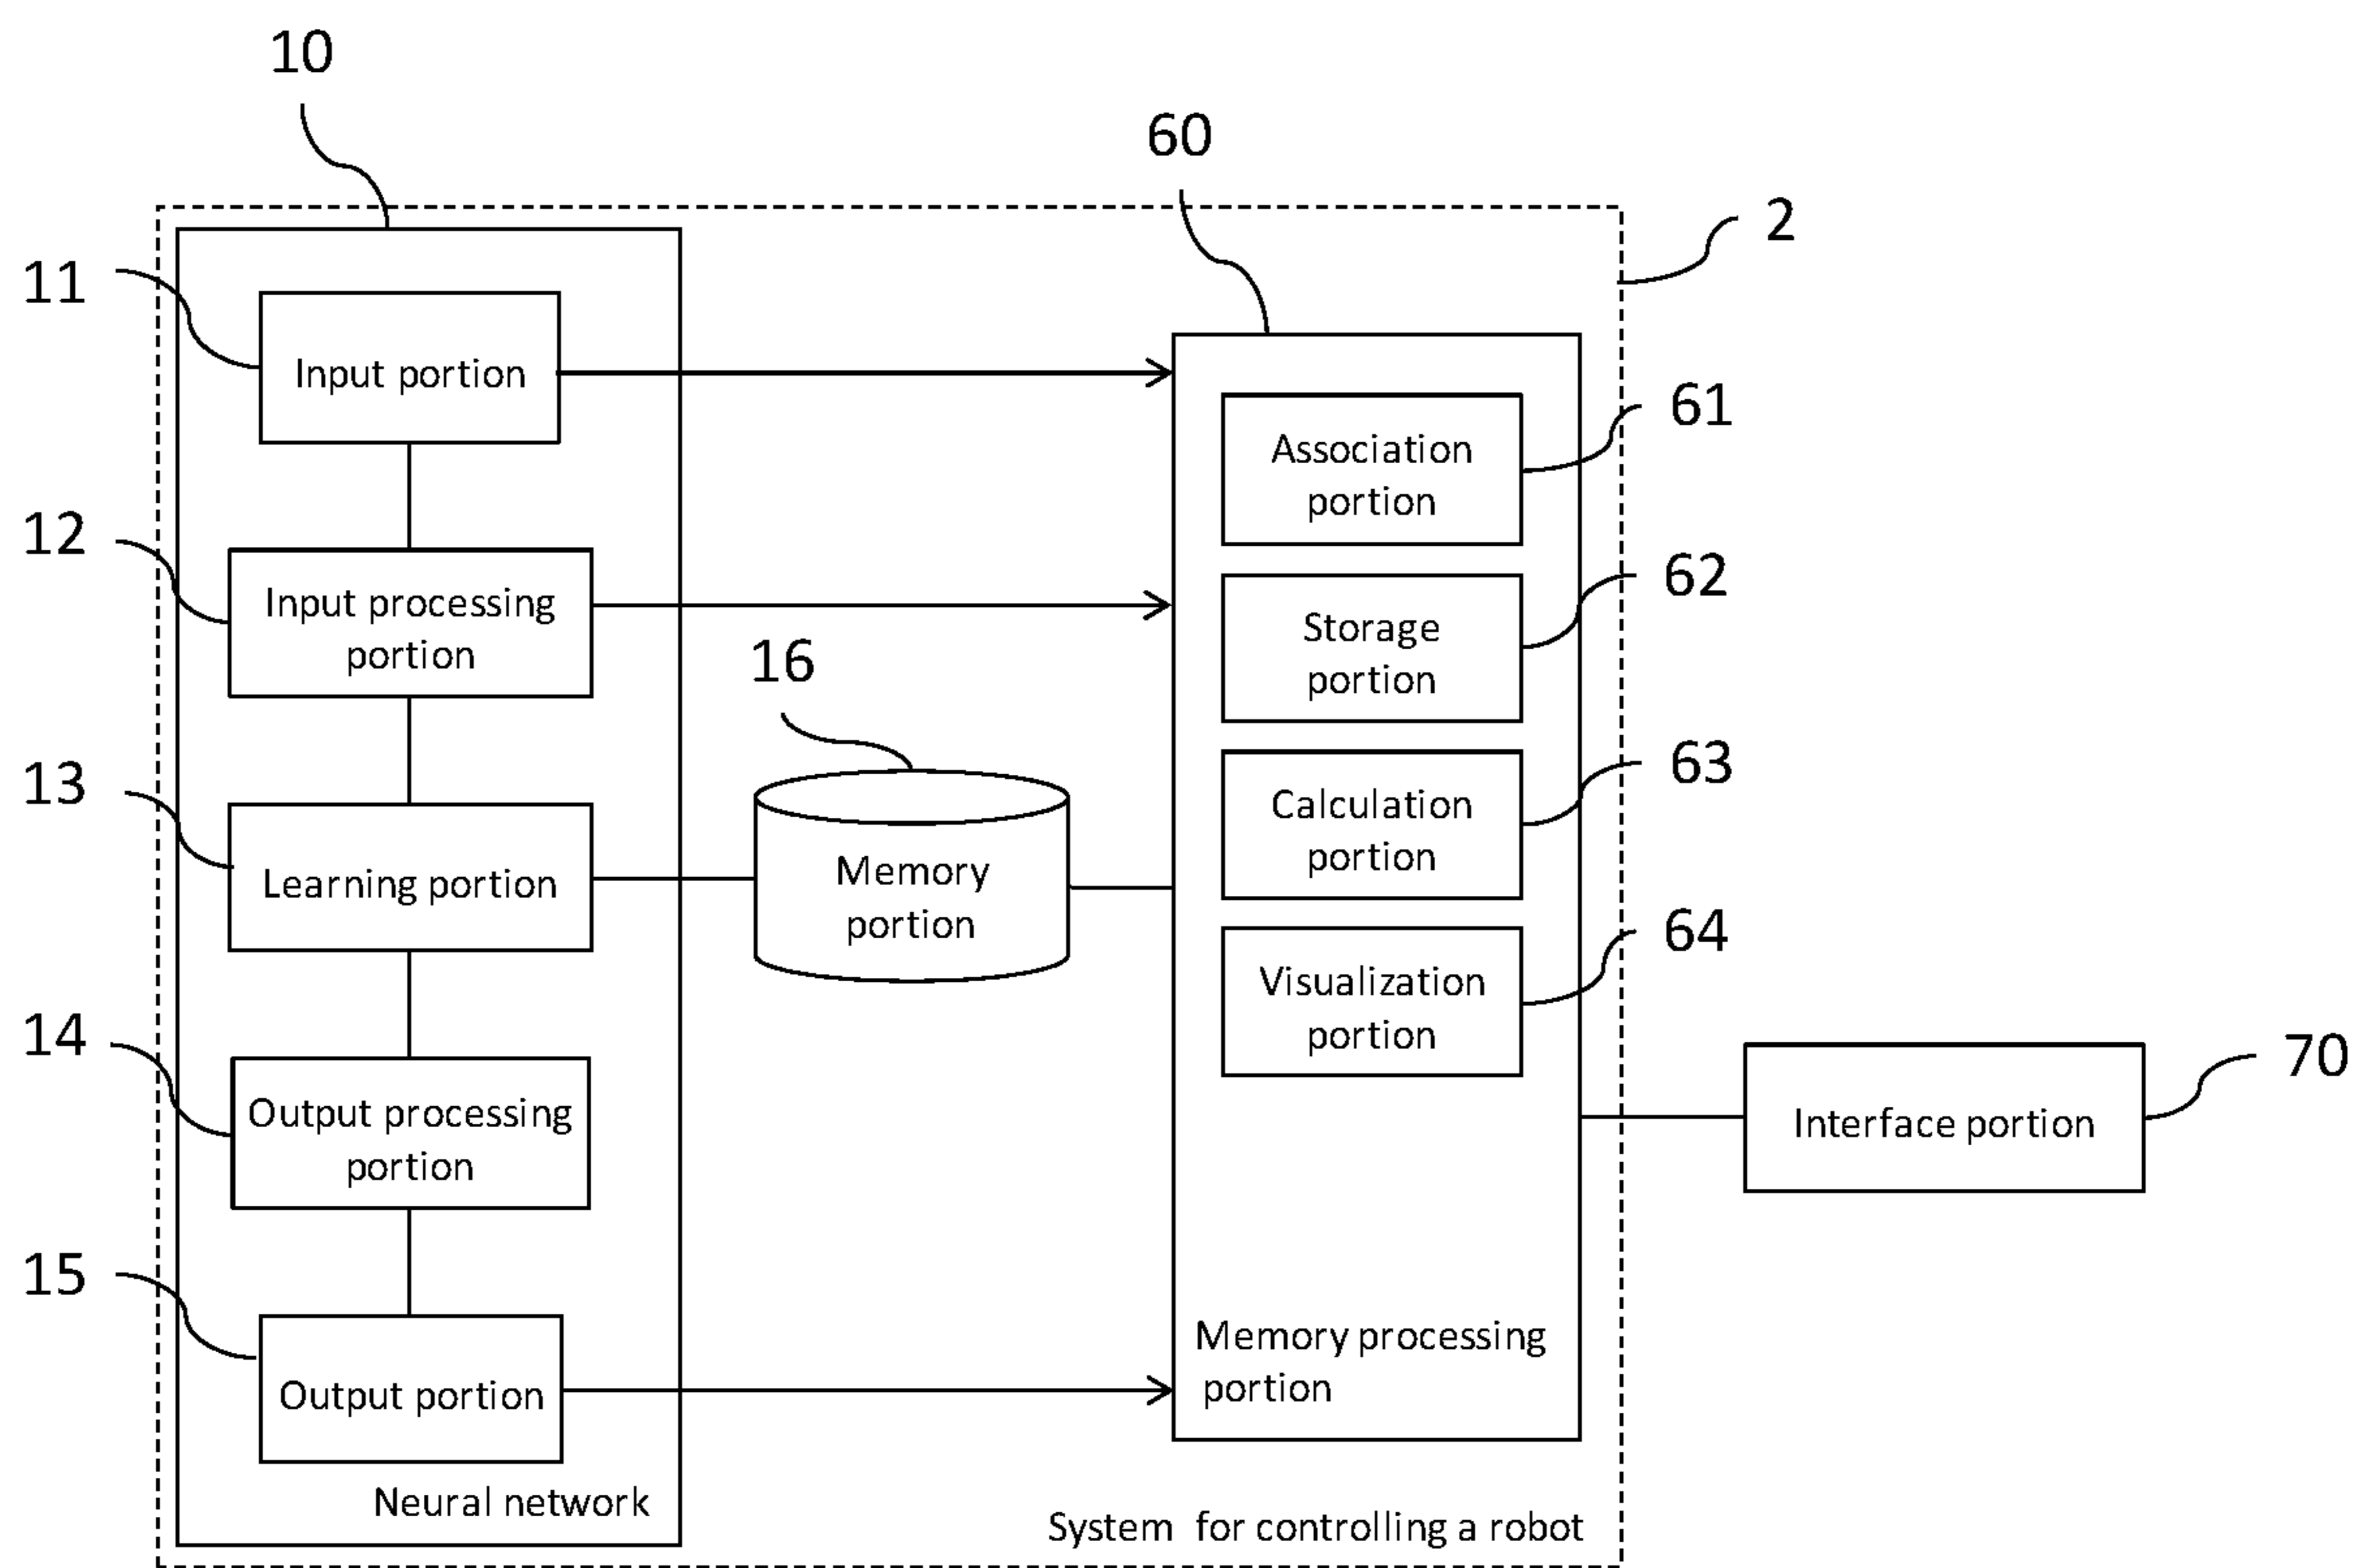 10
60
2
11
Input portion
61
Association
portion
12
Input processing
portion
62
Storage
portion
16
13
Learning portion
Memory
portion
63
Calculation
portion
64
Visualization
portion
14
Output processing
portion
70
Interface portion
15
Output portion
Memory processing
portion
Neural network
System for controlling a robot